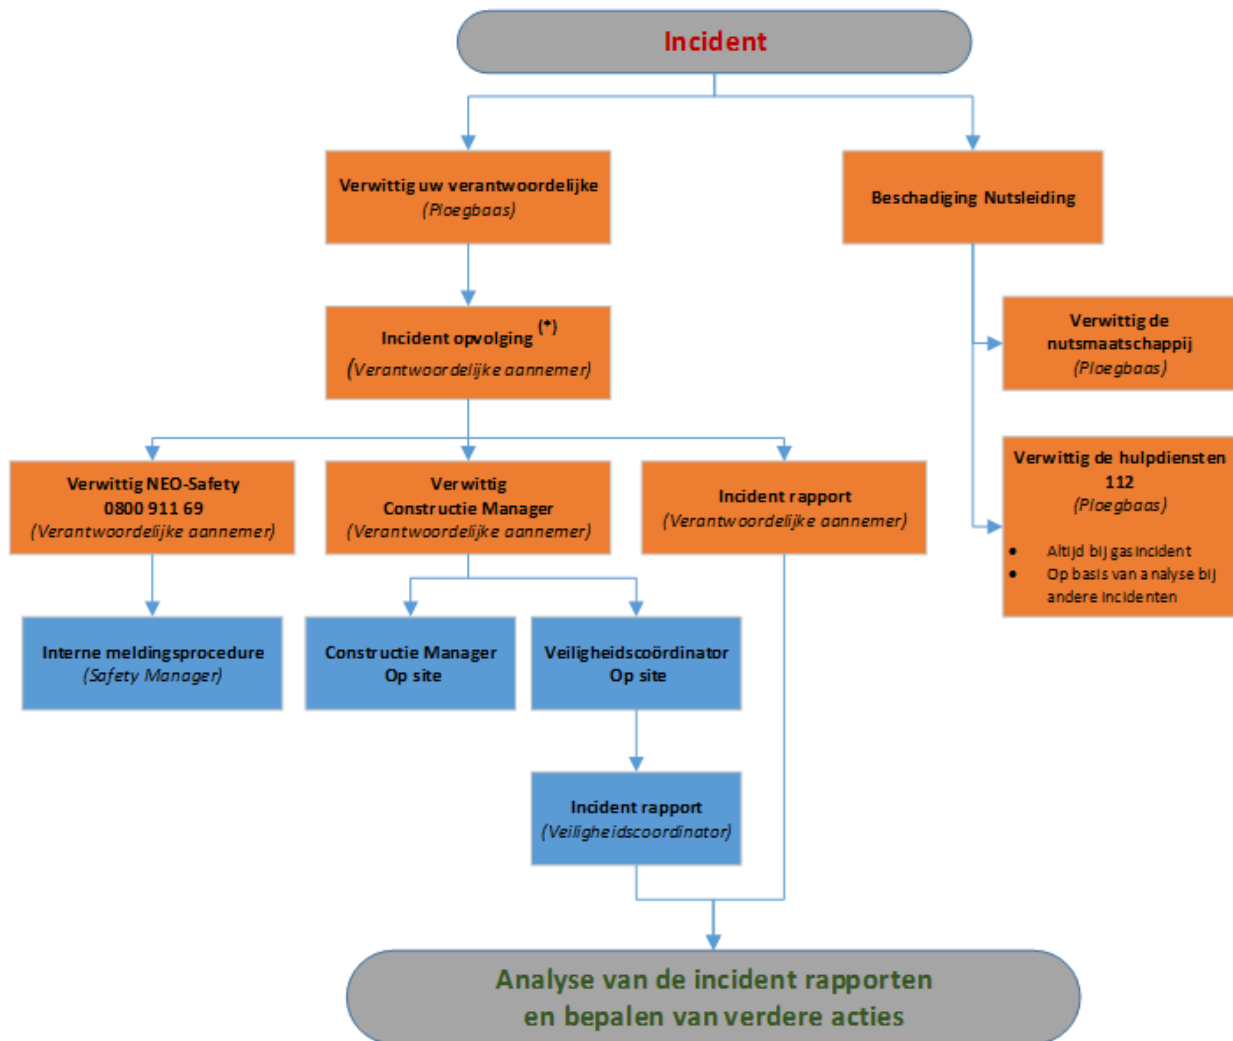 Incident
Verwittig uw verantwoordelijke
(Ploegbaas)
Beschadiging Nutsleiding
Incident opvolging (*)
(Verantwoordelijke aannemer)
Verwittig de
nutsmaatschappij
(Ploegbaas)
Verwittig NEO-Safety
0800 911 69
(Verantwoordelijke aannemer)
Verwittig
Constructie Manager
(Verantwoordelijke aannemer)
Incident rapport
(Verantwoordelijke aannemer)
Verwittig de hulpdiensten
112
(Ploegbaas)
• Altijd bij gasincident
• Op basis van analyse bij
andere incidenten
Interne meldingsprocedure
(Safety Manager)
Constructie Manager
Op site
Veiligheidscoördinator
Op site
Incident rapport
(Veiligheidscoordinator)
Analyse van de incident rapporten
en bepalen van verdere acties